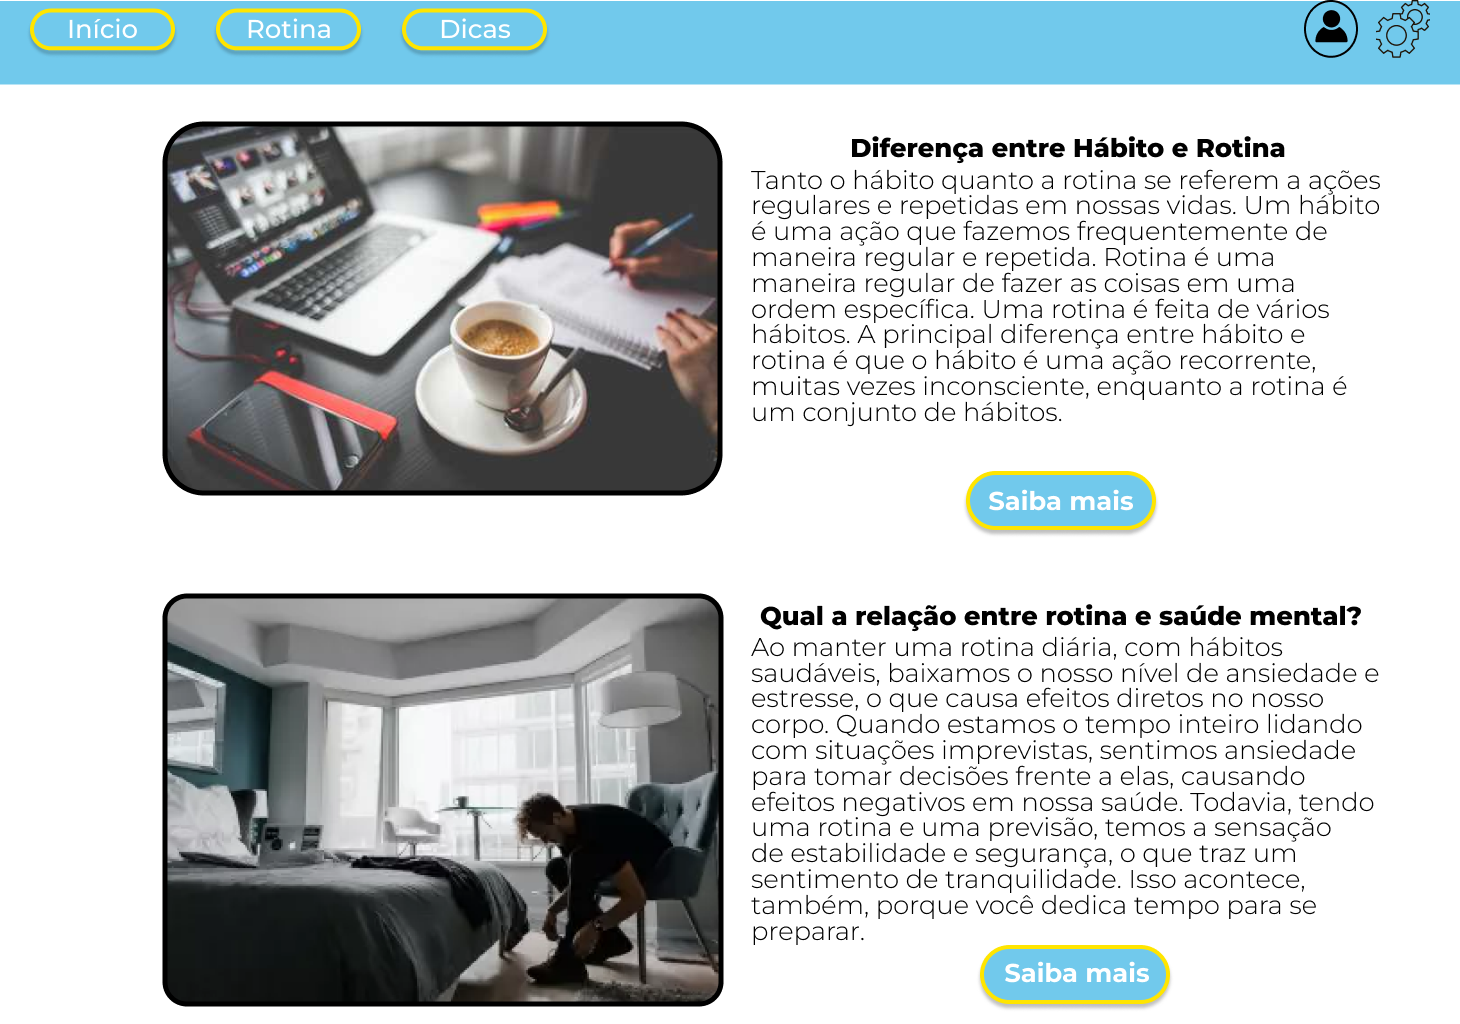 Início
Rotina
Dicas
Diferença entre Hábito e Rotina
Tanto o hábito quanto a rotina se referem a ações
regulares e repetidas em nossas vidas. Um hábito
é uma ação que fazemos frequentemente de
maneira regular e repetida. Rotina é uma
maneira regular de fazer as coisas em uma
ordem específica. Uma rotina é feita de vários
hábitos. A principal diferença entre hábito e
rotina é que o hábito é uma ação recorrente,
muitas vezes inconsciente, enquanto a rotina é
um conjunto de hábitos.
Saiba mais
Qual a relação entre rotina e saúde mental?
Ao manter uma rotina diária, com hábitos
saudáveis, baixamos o nosso nível de ansiedade e
estresse, o que causa efeitos diretos no nosso
corpo. Quando estamos o tempo inteiro lidando
com situações imprevistas, sentimos ansiedade
para tomar decisões frente a elas, causando
efeitos negativos em nossa saúde. Todavia, tendo
uma rotina e uma previsão, temos a sensação
de estabilidade e segurança, o que traz um
sentimento de tranquilidade. Isso acontece,
também, porque você dedica tempo para se
preparar.
Saiba mais